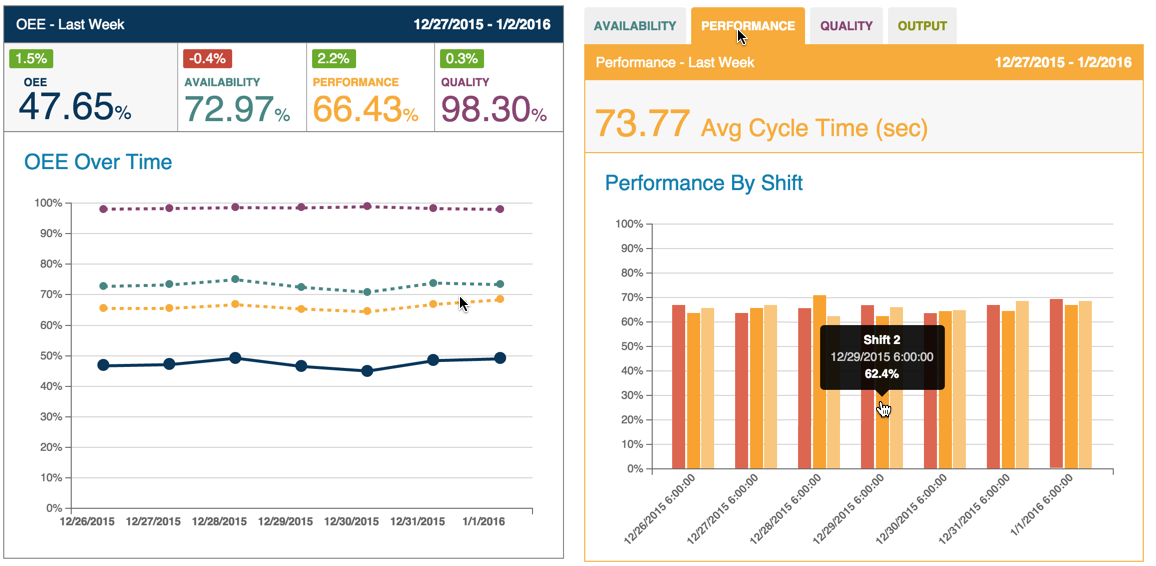 OEE - Last Week 12/27/2015 - 1/2/2016
1.5% -0.4% 2.2% 0.3%
OEE AVAILABILITY PERFORMANCE QUALITY
47.65% 72.97% 66.43% 98.30%
OEE Over Time
100%
90%
80%
70%
60%
50%
40%
30%
20%
10%
0%
12/26/2015 12/27/2015 12/28/2015 12/29/2015 12/30/2015 12/31/2015 1/1/2016
AVAILABILITY PERFORMANCE QUALITY OUTPUT
Performance - Last Week 12/27/2015 - 1/2/2016
73.77 Avg Cycle Time (sec)
Performance By Shift
100%
90%
80%
70%
60%
50%
40%
30%
20%
10%
0%
Shift 2
12/29/2015 6:00:00
62.4%
12/26/2015 6:00:00
12/27/2015 6:00:00
12/28/2015 6:00:00
12/29/2015 6:00:00
12/30/2015 6:00:00
12/31/2015 6:00:00
1/1/2016 6:00:00